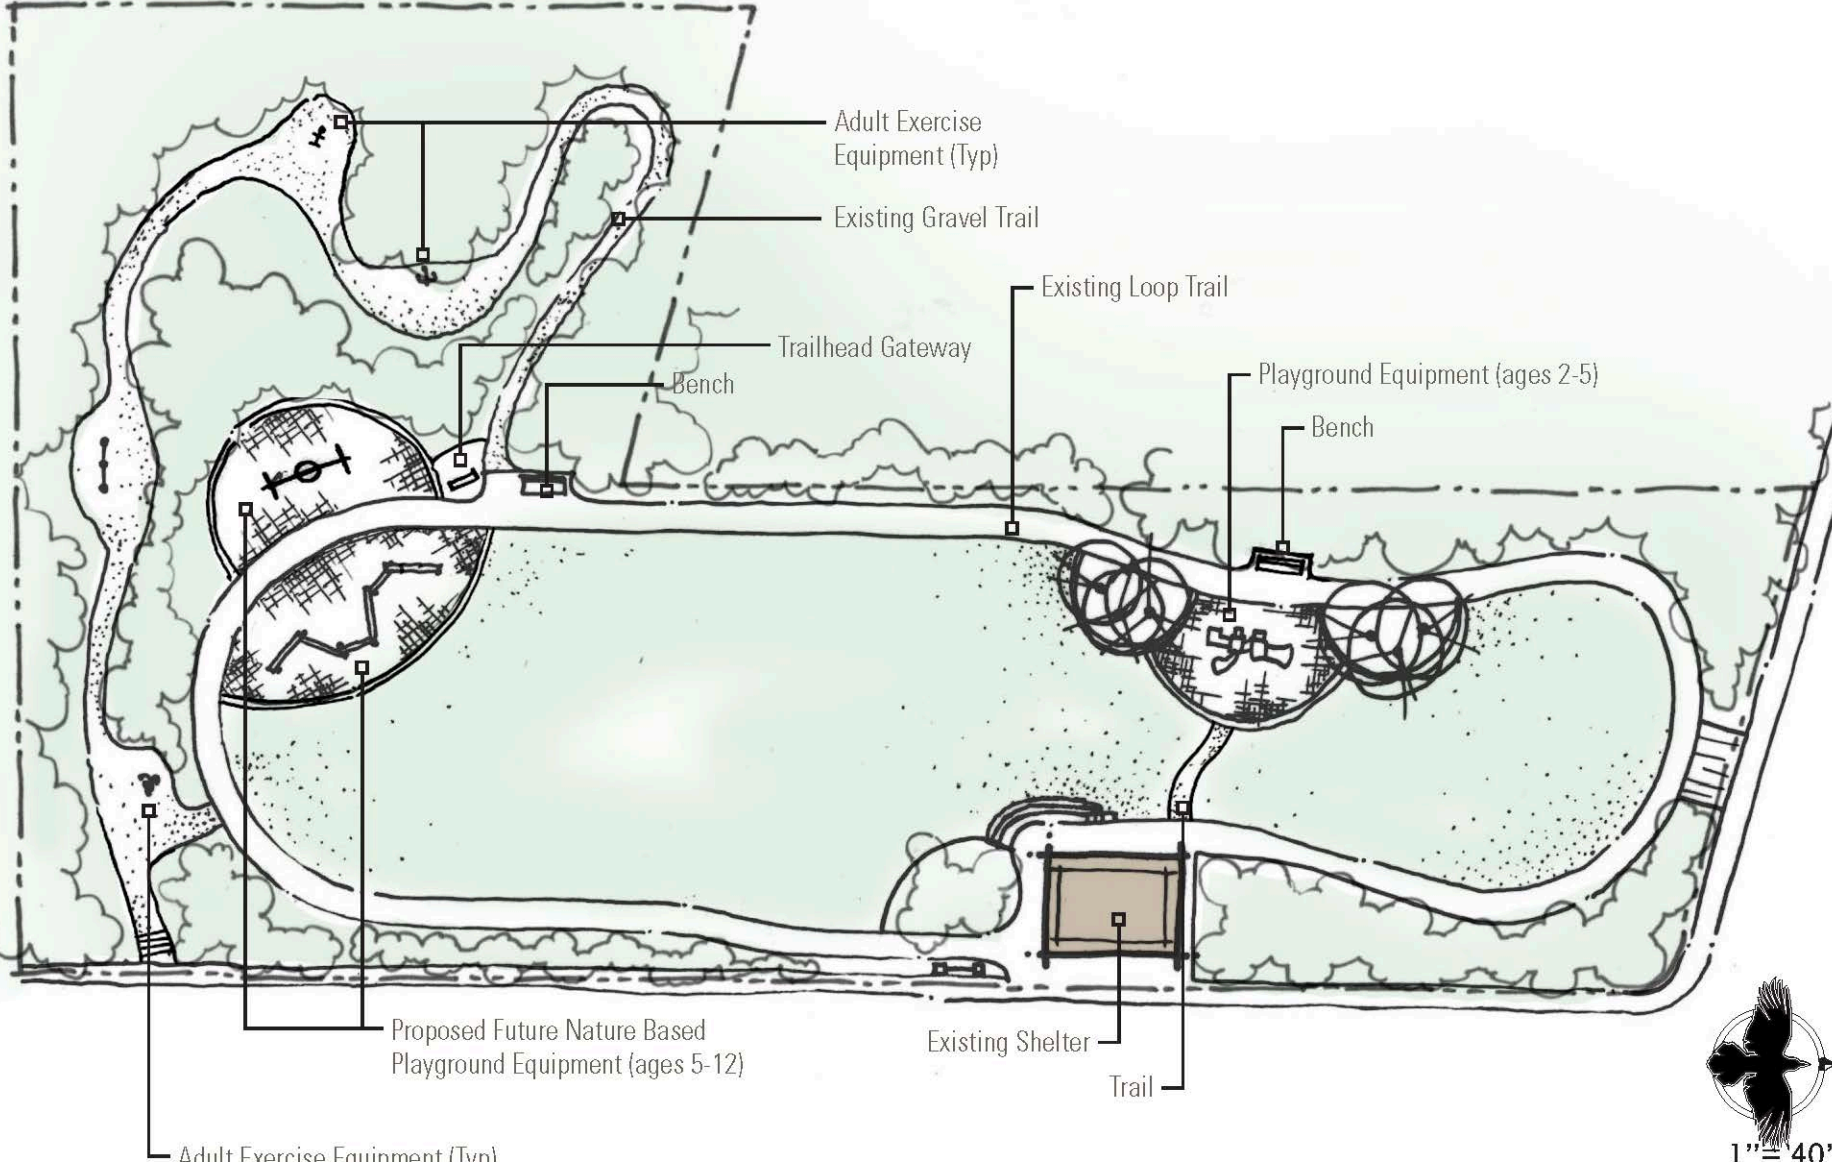 Adult Exercise
Equipment (Typ)
Existing Gravel Trail
Existing Loop Trail
Trailhead Gateway
Bench
Playground Equipment (ages 2-5)
Bench
Proposed Future Nature Based
Playground Equipment (ages 5-12)
Existing Shelter
Trail
Adult Exercise Equipment (Typ)
1"= 40'